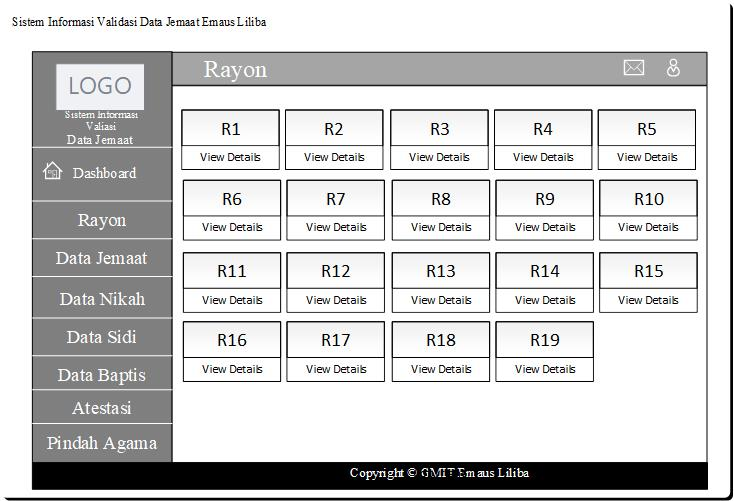 Sistem Informasi Validasi Data Jemaat Emaus Liliba
LOGO
Sistem Informasi
Valiasi
Data Jemaat
Dashboard
Rayon
Data Jemaat
Data Nikah
Data Sidi
Data Baptis
Atestasi
Pindah Agama
Rayon
R1 R2 R3 R4 R5
View Details View Details View Details View Details View Details
R6 R7 R8 R9 R10
View Details View Details View Details View Details View Details
R11 R12 R13 R14 R15
View Details View Details View Details View Details View Details
R16 R17 R18 R19
View Details View Details View Details View Details
Copyright © GMIT Emaus Liliba